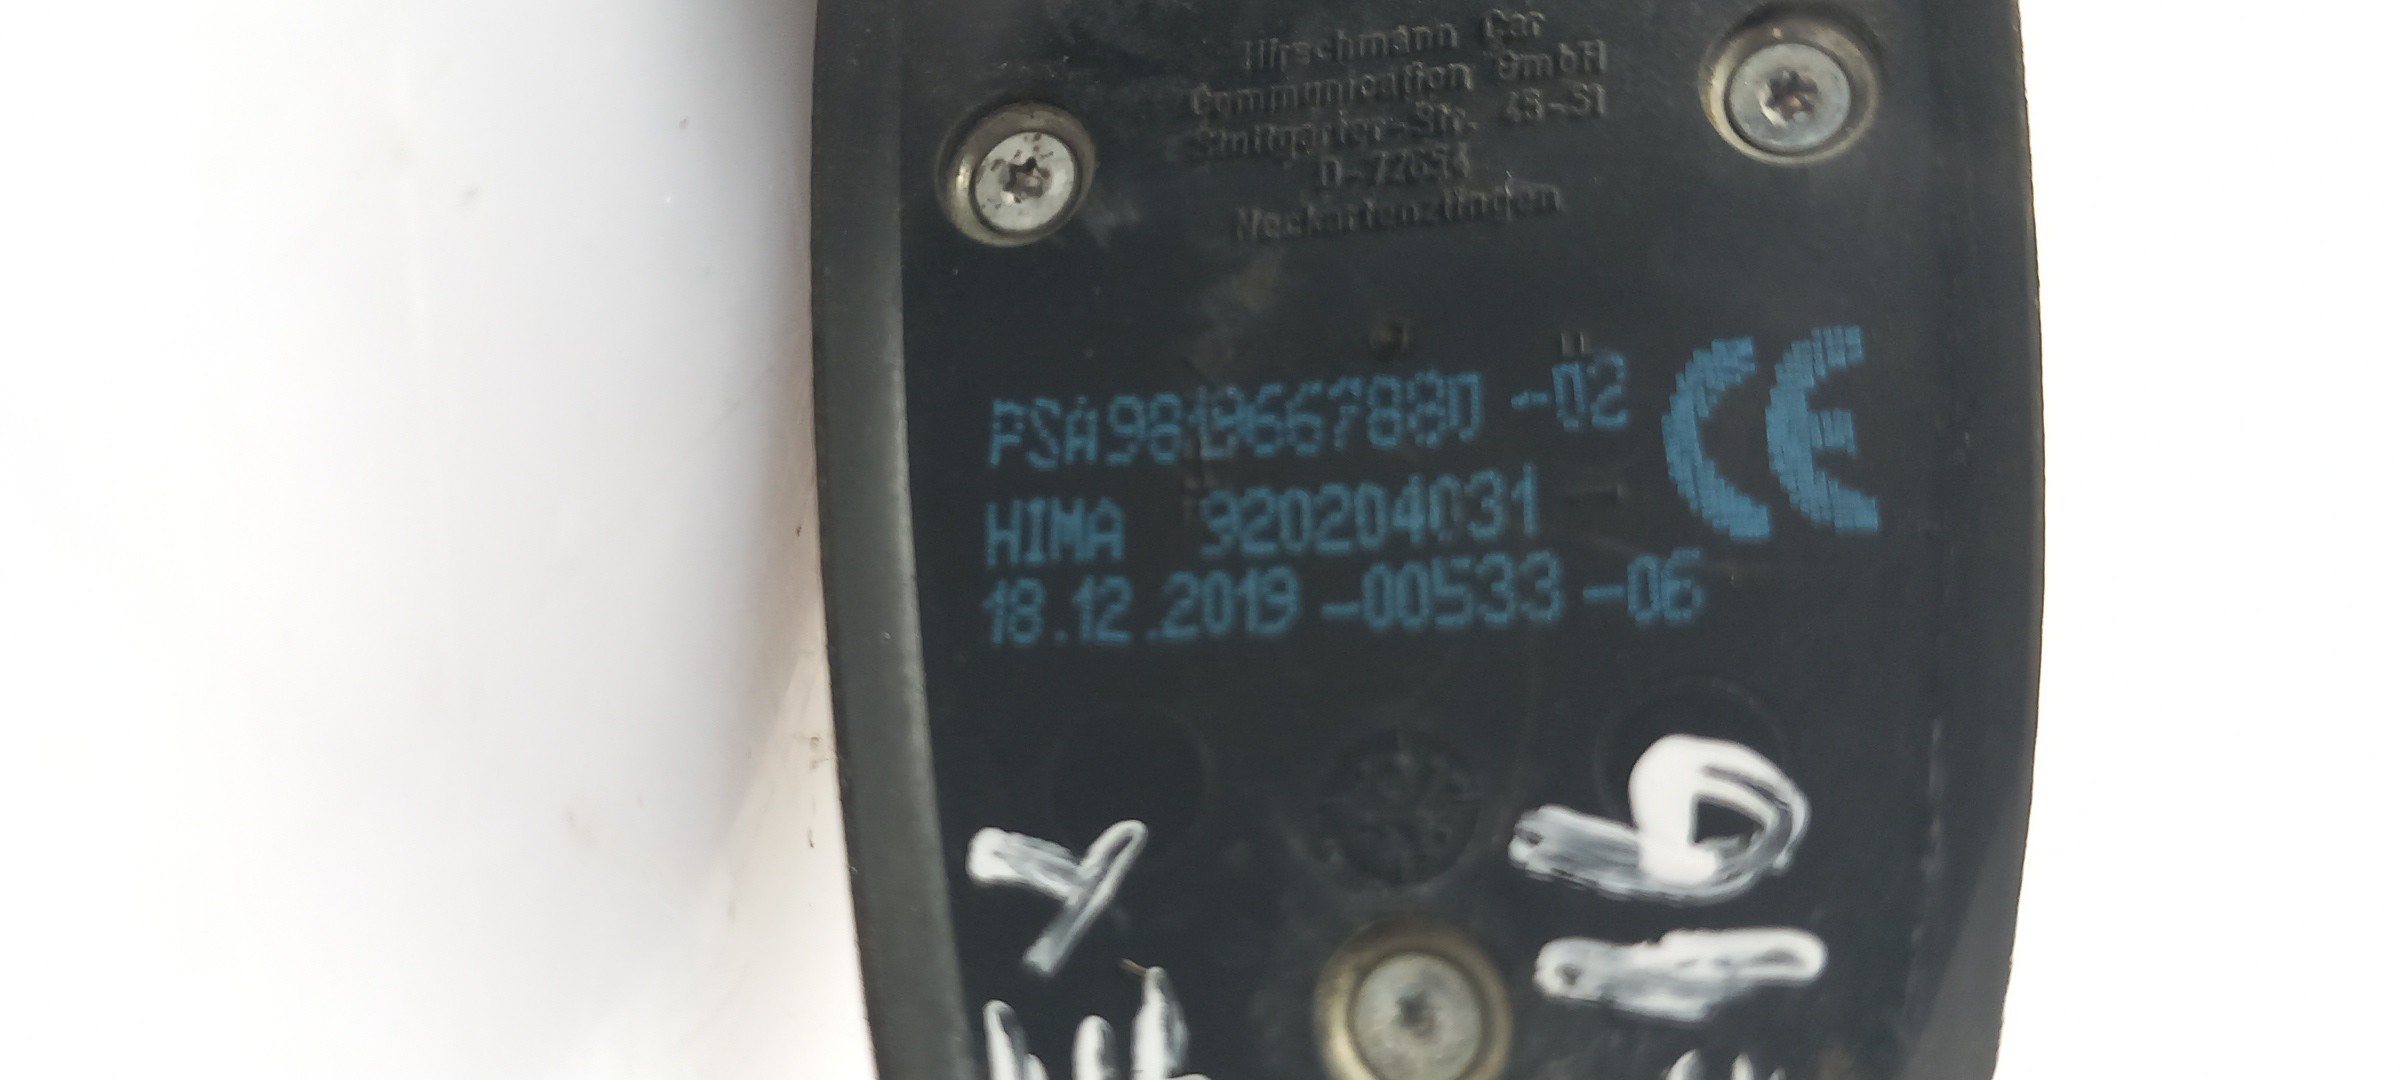 Hirschmann Car
Communication GmbH
Stuttgarter-Str. 45-51
D-72654
Neckartenzlingen
PSA9819667880-02
CE
HIMA 920204031
18.12.2019-00533-06